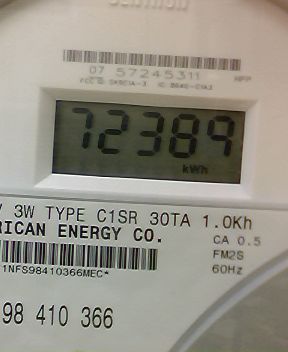 07 57245311
72389
kWh
3W TYPE C1SR 30TA 1.0Kh
RICAN ENERGY CO.
CA 0.5
FM2S
60Hz
1NFS98410366MEC*
98 410 366